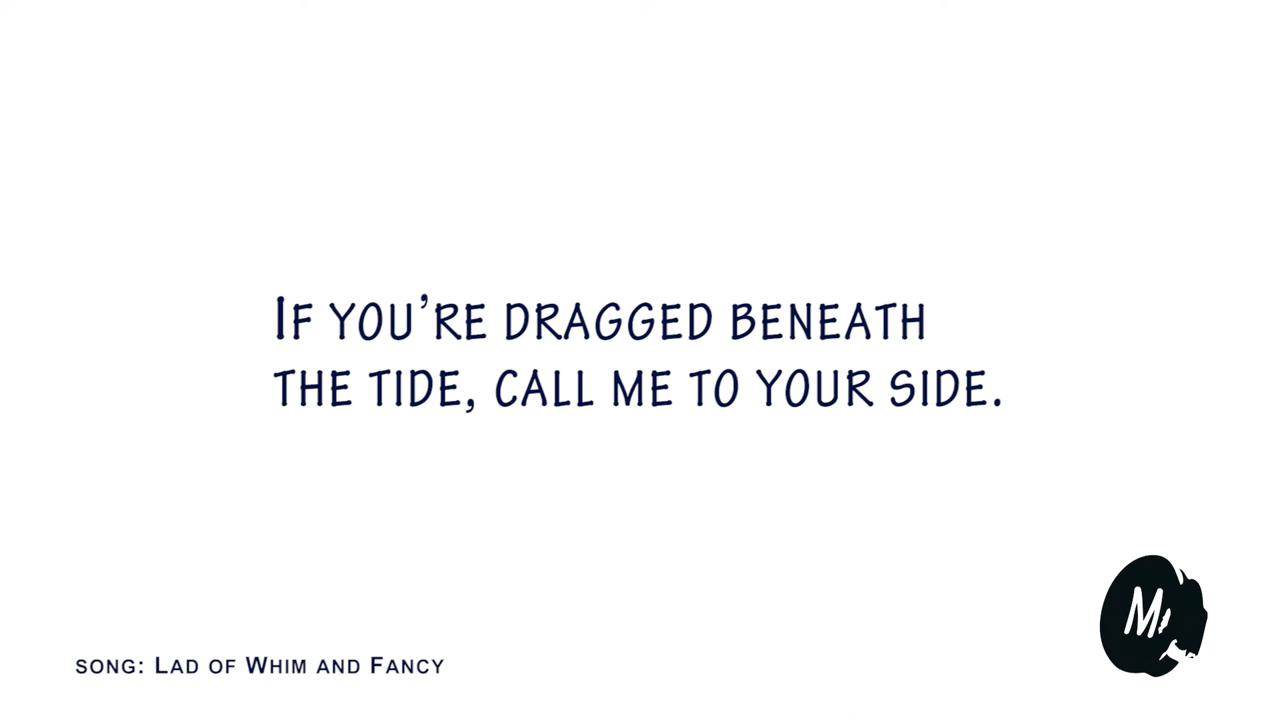 If you're dragged beneath
the tide, call me to your side.
M
song: Lad of Whim and Fancy